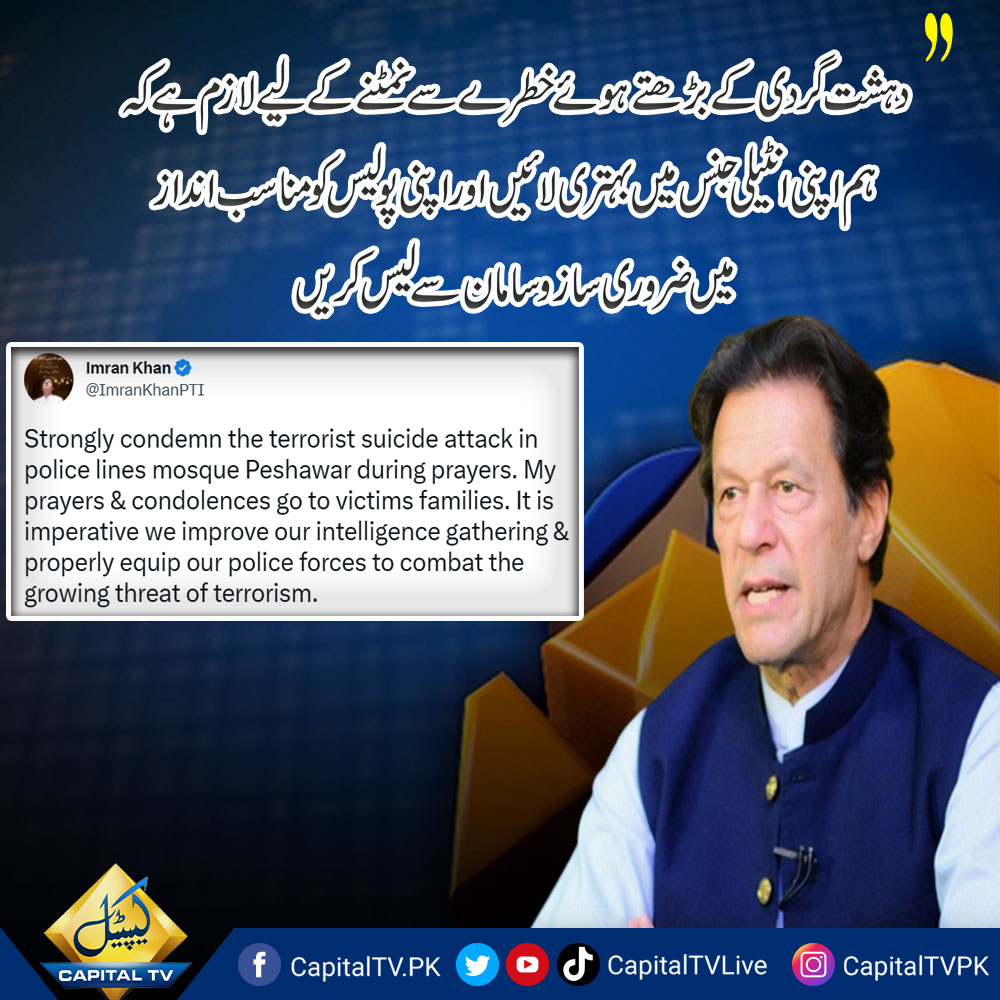 دہشت گردی کے بڑھتے ہوئے خطرے سے نمٹنے کے لیے لازم ہے کہ
ہم اپنی انٹیلی جنس میں بہتری لائیں اور اپنی پولیس کو مناسب انداز
میں ضروری ساز و سامان سے لیس کریں
Imran Khan
@ImranKhanPTI
Strongly condemn the terrorist suicide attack in
police lines mosque Peshawar during prayers. My
prayers & condolences go to victims families. It is
imperative we improve our intelligence gathering &
properly equip our police forces to combat the
growing threat of terrorism.
کیپیٹل
CAPITAL TV
CapitalTV.PK
CapitalTVLive
CapitalTVPK